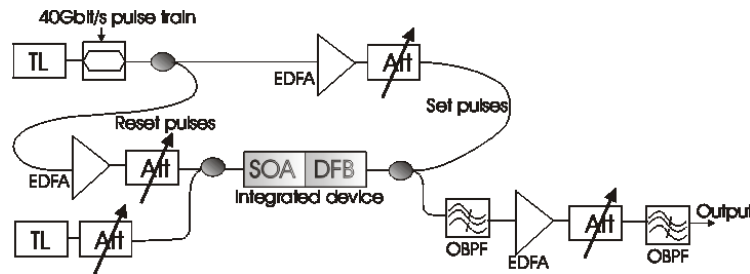 40Gbit/s pulse train
TL
EDFA
Att
Set pulses
Reset pulses
EDFA
Att
SOA
DFB
Integrated device
TL
Att
OBPF
EDFA
Att
OBPF
Output